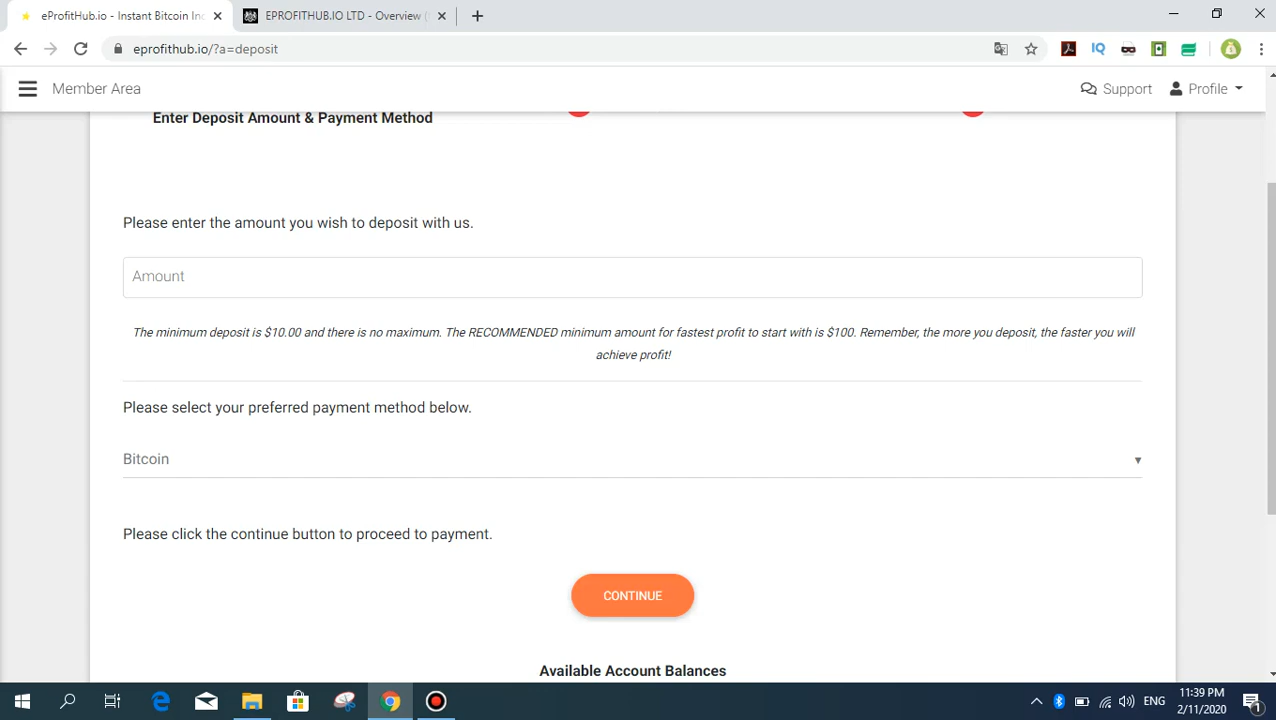 eProfitHub.io - Instant Bitcoin Inc
EPROFITHUB.IO LTD - Overview (
eprofithub.io/?a=deposit
IQ
Member Area
Support
Profile
Enter Deposit Amount & Payment Method
Please enter the amount you wish to deposit with us.
Amount
The minimum deposit is $10.00 and there is no maximum. The RECOMMENDED minimum amount for fastest profit to start with is $100. Remember, the more you deposit, the faster you will
achieve profit!
Please select your preferred payment method below.
Bitcoin
Please click the continue button to proceed to payment.
CONTINUE
Available Account Balances
ENG
11:39 PM
2/11/2020
1